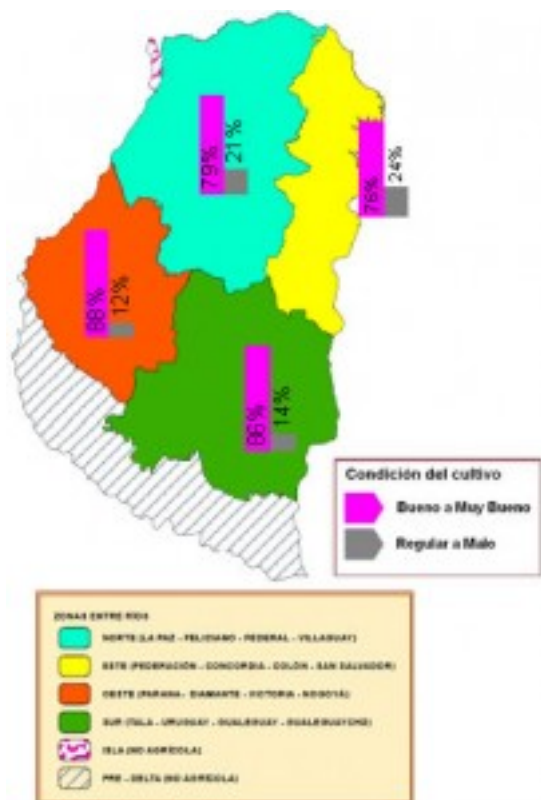 79%
21%
76%
24%
88%
12%
86%
14%
Condición del cultivo
Bueno a Muy Bueno
Regular a Malo
ZONAS ENTRE RÍOS
NORTE (LA PAZ - FELICIANO - FEDERAL - VILLAGUAY)
ESTE (FEDERACIÓN - CONCORDIA - COLÓN - SAN SALVADOR)
OESTE (PARANA - DIAMANTE - VICTORIA - NOGOYÁ)
SUR (TALA - URUGUAY - GUALEGUAY - GUALEGUAYCHÚ)
ISLA (NO AGRÍCOLA)
PRE - DELTA (NO AGRÍCOLA)